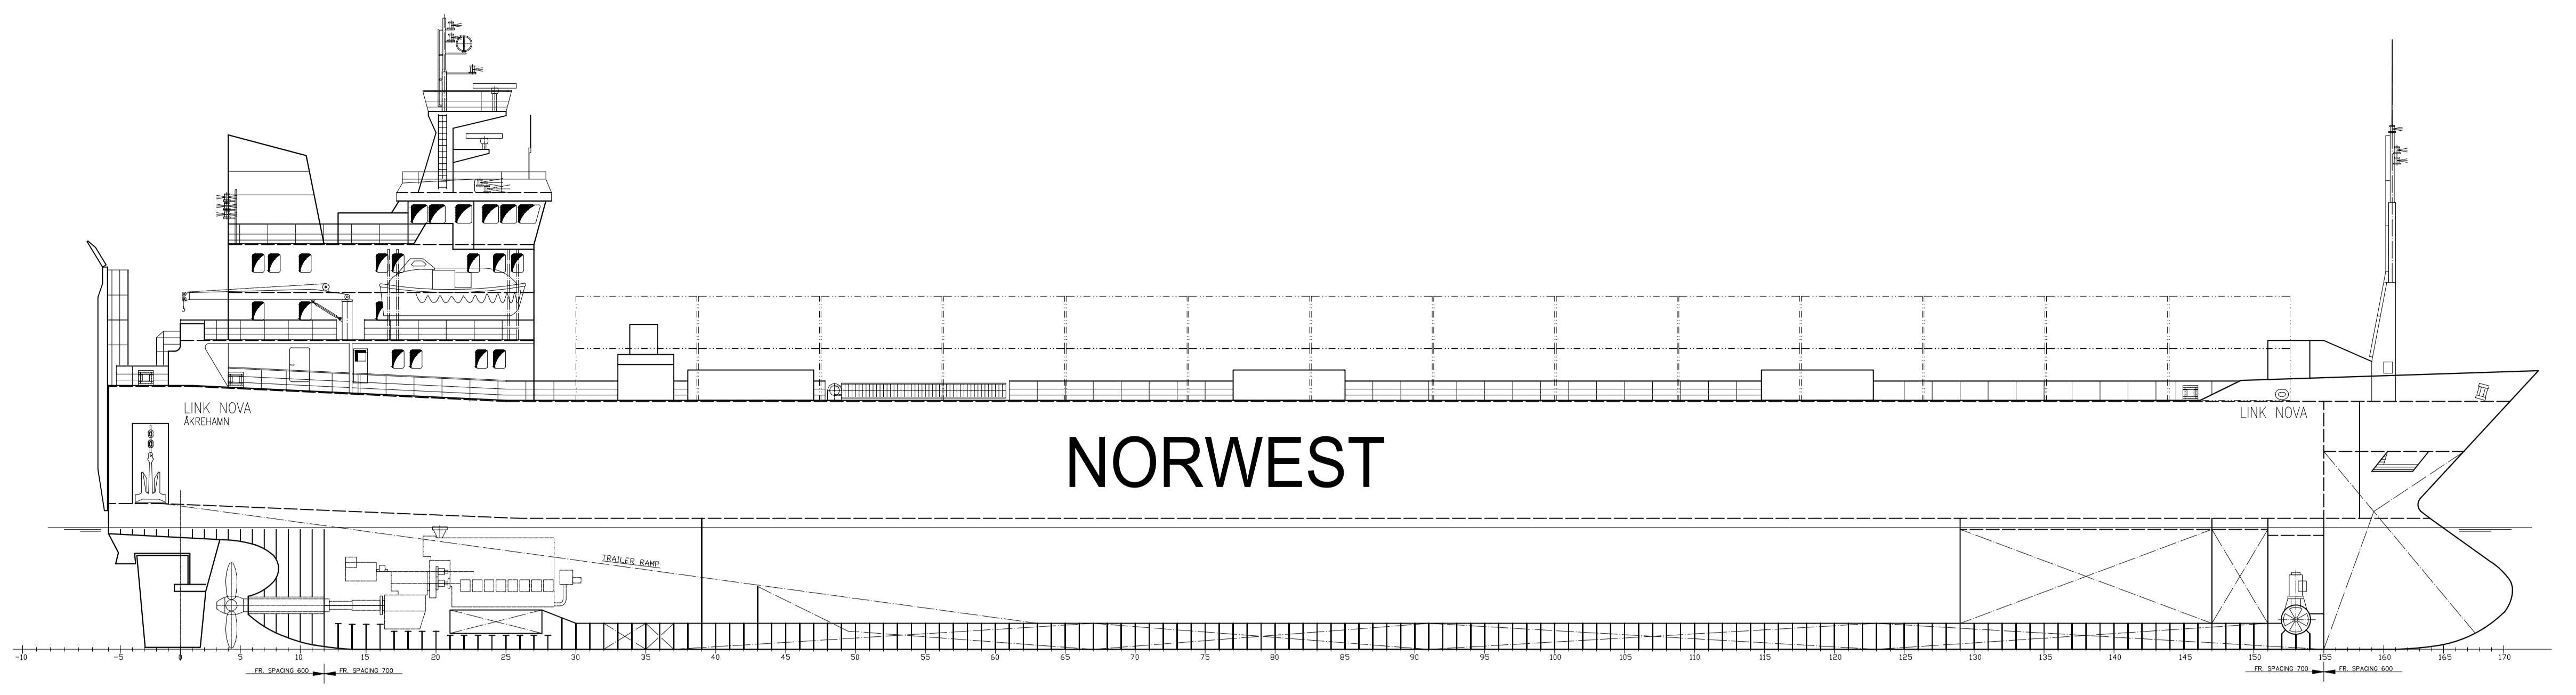 LINK NOVA
ÅKREHAMN
LINK NOVA
NORWEST
TRAILER RAMP
-10 -5 0 5 10 15 20 25 30 35 40 45 50 55 60 65 70 75 80 85 90 95 100 105 110 115 120 125 130 135 140 145 150 155 160 165 170
FR. SPACING 600 FR. SPACING 700 FR. SPACING 700 FR. SPACING 600